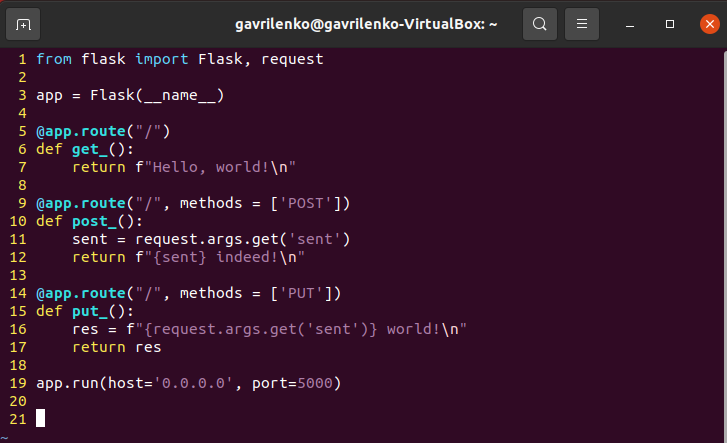 gavrilenko@gavrilenko-VirtualBox: ~
1 from flask import Flask, request
2
3 app = Flask(__name__)
4
5 @app.route("/")
6 def get_():
7     return f"Hello, world!\n"
8
9 @app.route("/", methods = ['POST'])
10 def post_():
11     sent = request.args.get('sent')
12     return f"{sent} indeed!\n"
13
14 @app.route("/", methods = ['PUT'])
15 def put_():
16     res = f"{request.args.get('sent')} world!\n"
17     return res
18
19 app.run(host='0.0.0.0', port=5000)
20
21
~